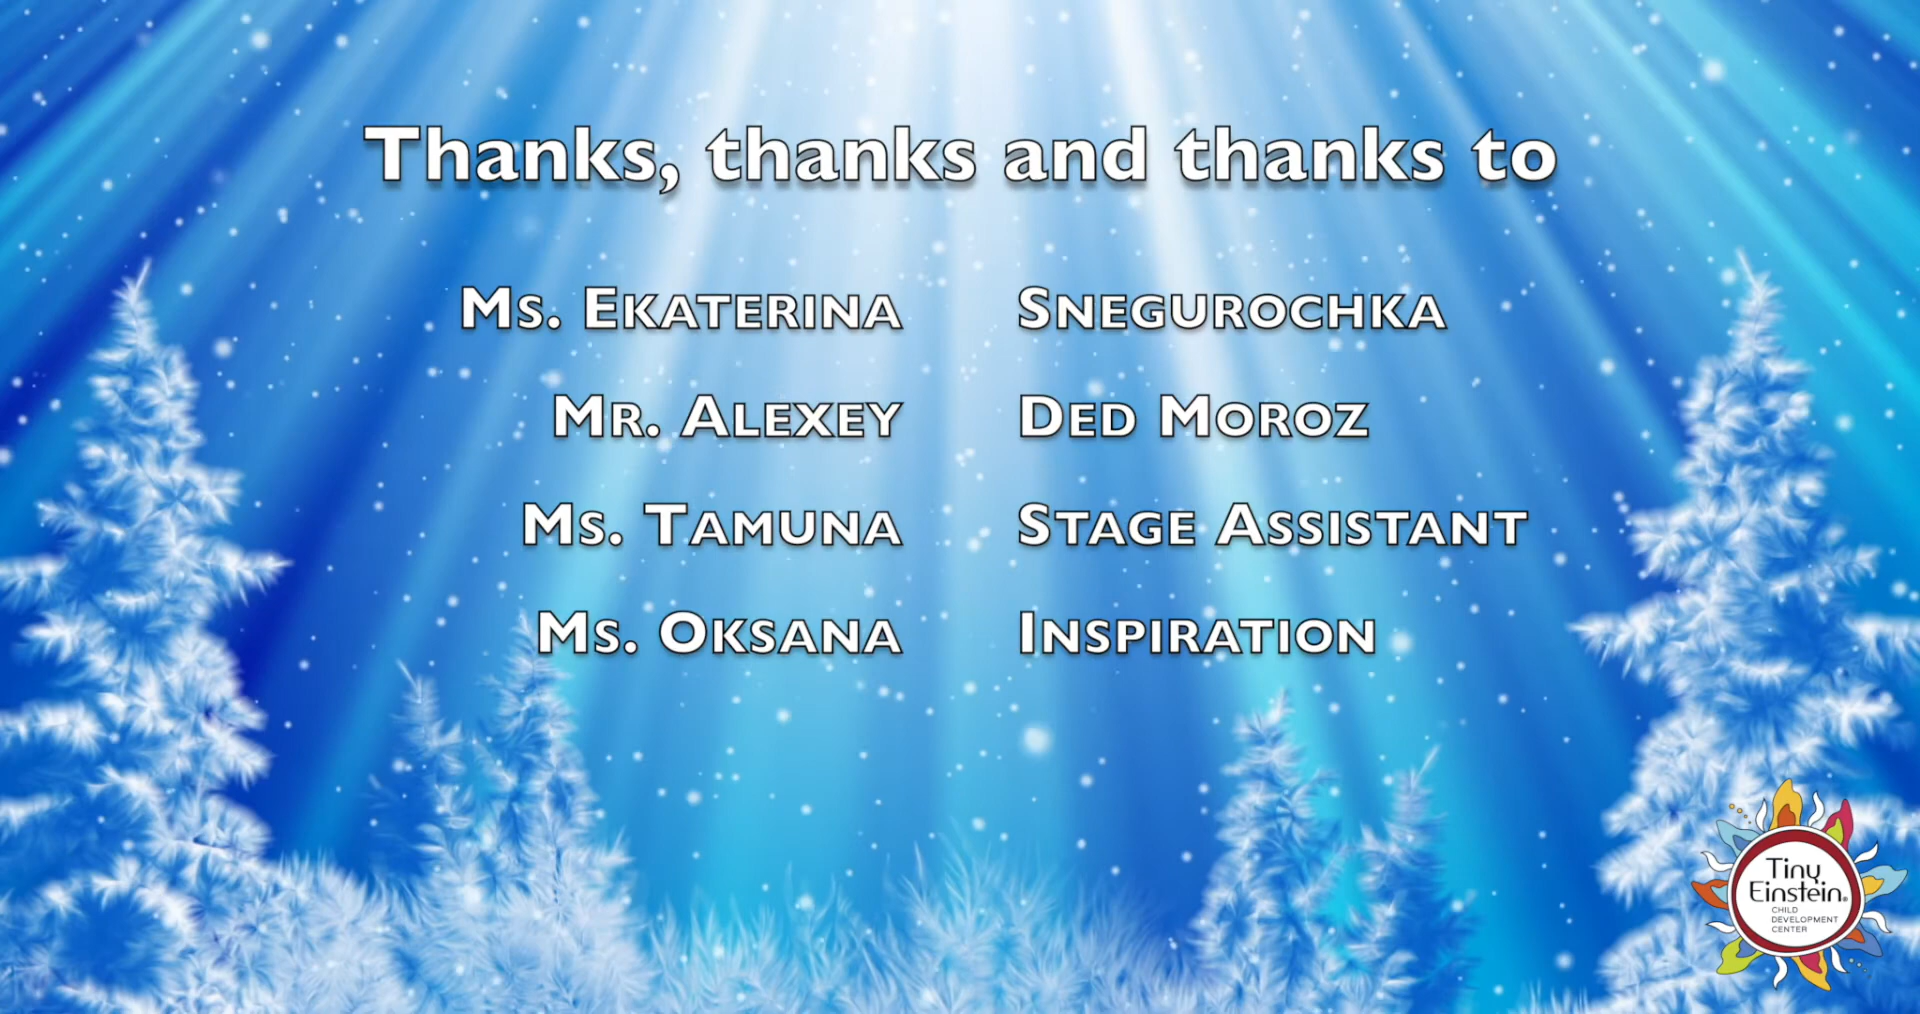 Thanks, thanks and thanks to
Ms. Ekaterina Snegurochka
Mr. Alexey Ded Moroz
Ms. Tamuna Stage Assistant
Ms. Oksana Inspiration
Tiny
Einstein®
CHILD
DEVELOPMENT
CENTER